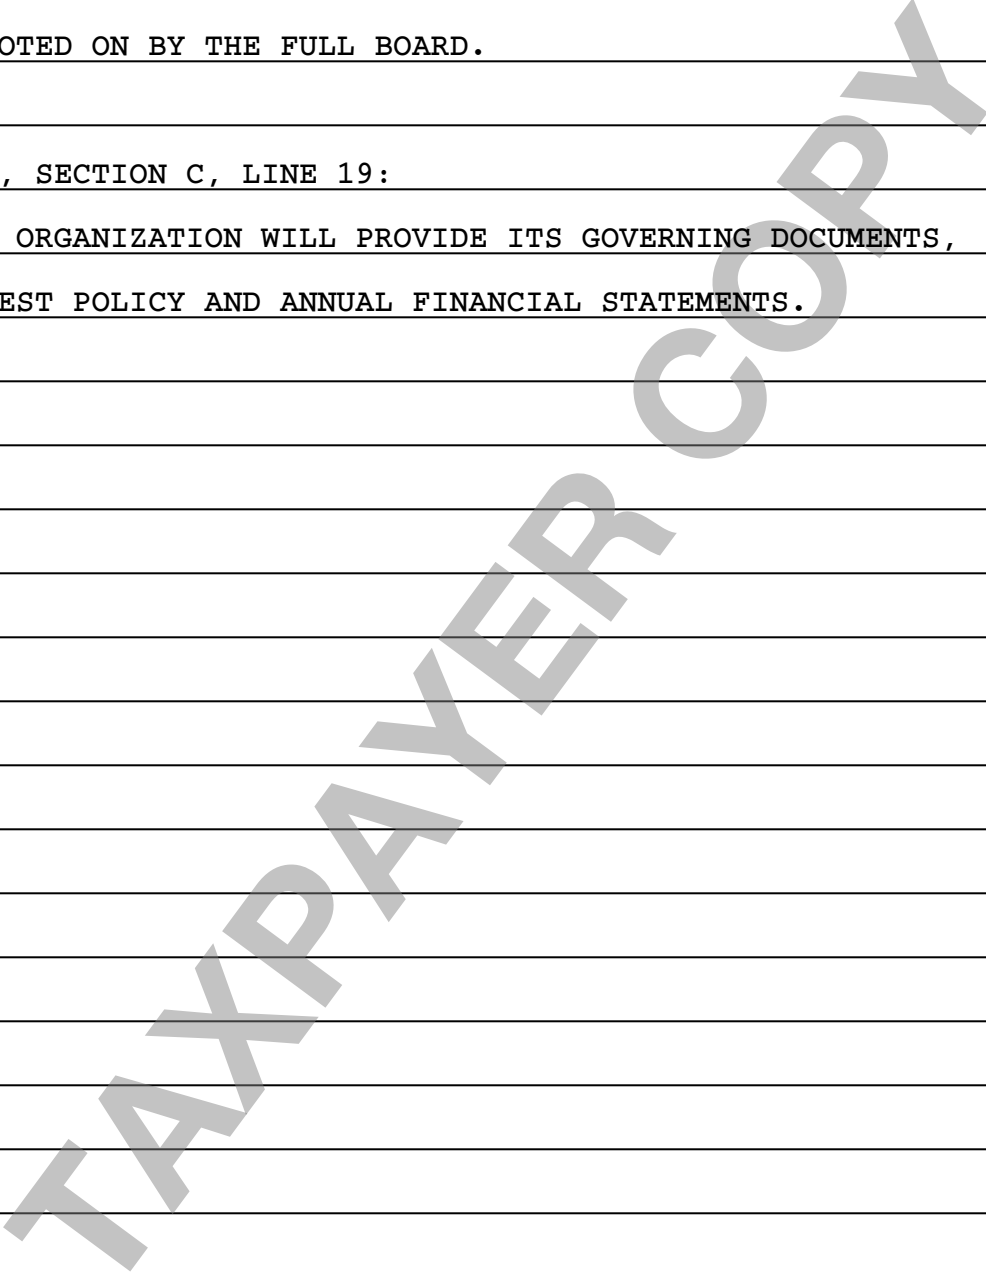 OTED ON BY THE FULL BOARD.
, SECTION C, LINE 19:
ORGANIZATION WILL PROVIDE ITS GOVERNING DOCUMENTS,
EST POLICY AND ANNUAL FINANCIAL STATEMENTS.
TAXPAYER COPY